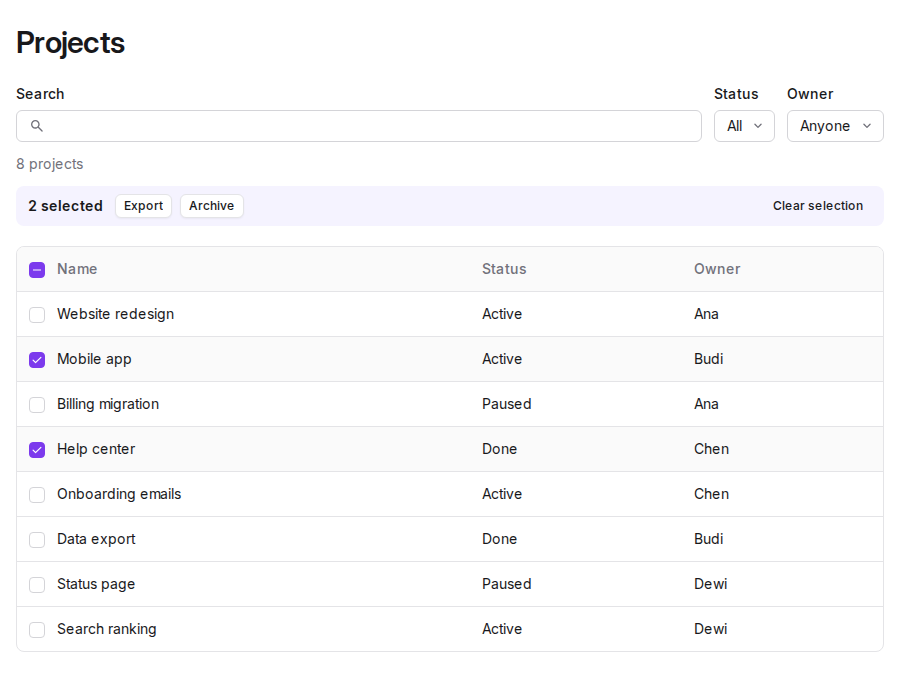 Projects
Search Status Owner
All Anyone
8 projects
2 selected Export Archive Clear selection
Name Status Owner
Website redesign Active Ana
Mobile app Active Budi
Billing migration Paused Ana
Help center Done Chen
Onboarding emails Active Chen
Data export Done Budi
Status page Paused Dewi
Search ranking Active Dewi